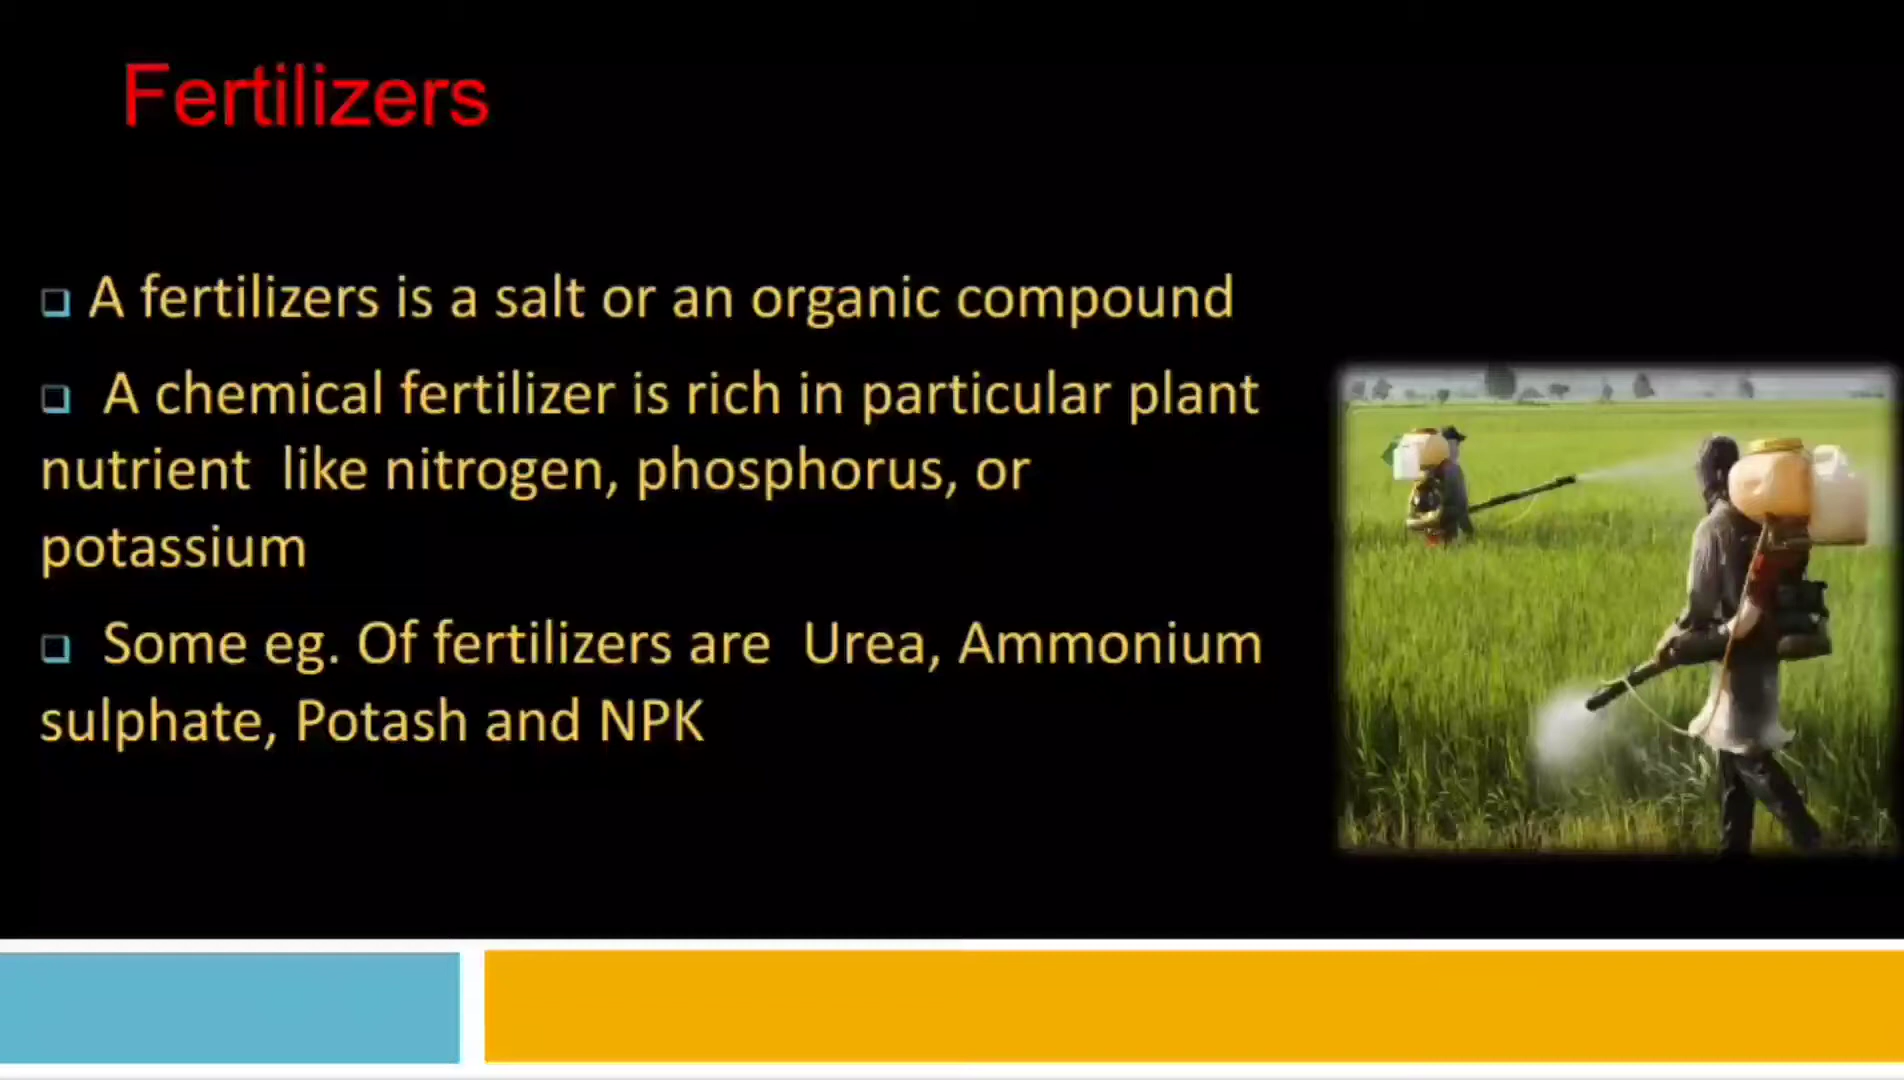 Fertilizers
A fertilizers is a salt or an organic compound
A chemical fertilizer is rich in particular plant
nutrient like nitrogen, phosphorus, or
potassium
Some eg. Of fertilizers are Urea, Ammonium
sulphate, Potash and NPK